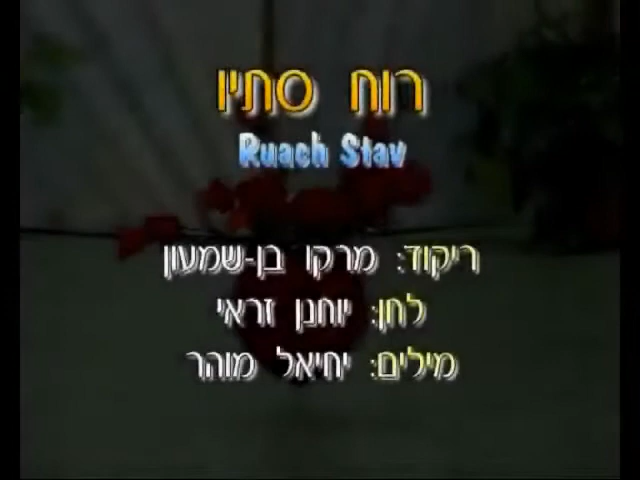 רוח סתיו
Ruach Stav
ריקוד: מרקו בן-שמעון
לחן: יוחנן זראי
מילים: יחיאל מוהר